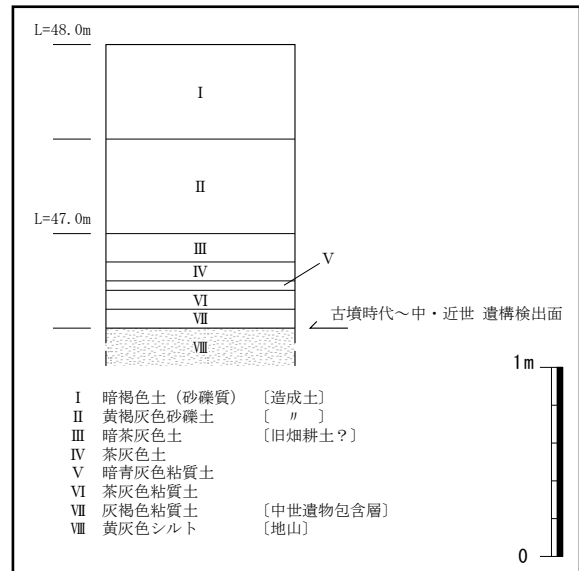 L=48.0m
Ⅰ
Ⅱ
L=47.0m
Ⅲ
Ⅴ
Ⅳ
Ⅵ
古墳時代～中・近世 遺構検出面
Ⅶ
Ⅷ
1m
Ⅰ 暗褐色土（砂礫質） 〔造成土〕
Ⅱ 黄褐灰色砂礫土 〔 〃 〕
Ⅲ 暗茶灰色土 〔旧畑耕土？〕
Ⅳ 茶灰色土
Ⅴ 暗青灰色粘質土
Ⅵ 茶灰色粘質土
Ⅶ 灰褐色粘質土 〔中世遺物包含層〕
Ⅷ 黄灰色シルト 〔地山〕
0